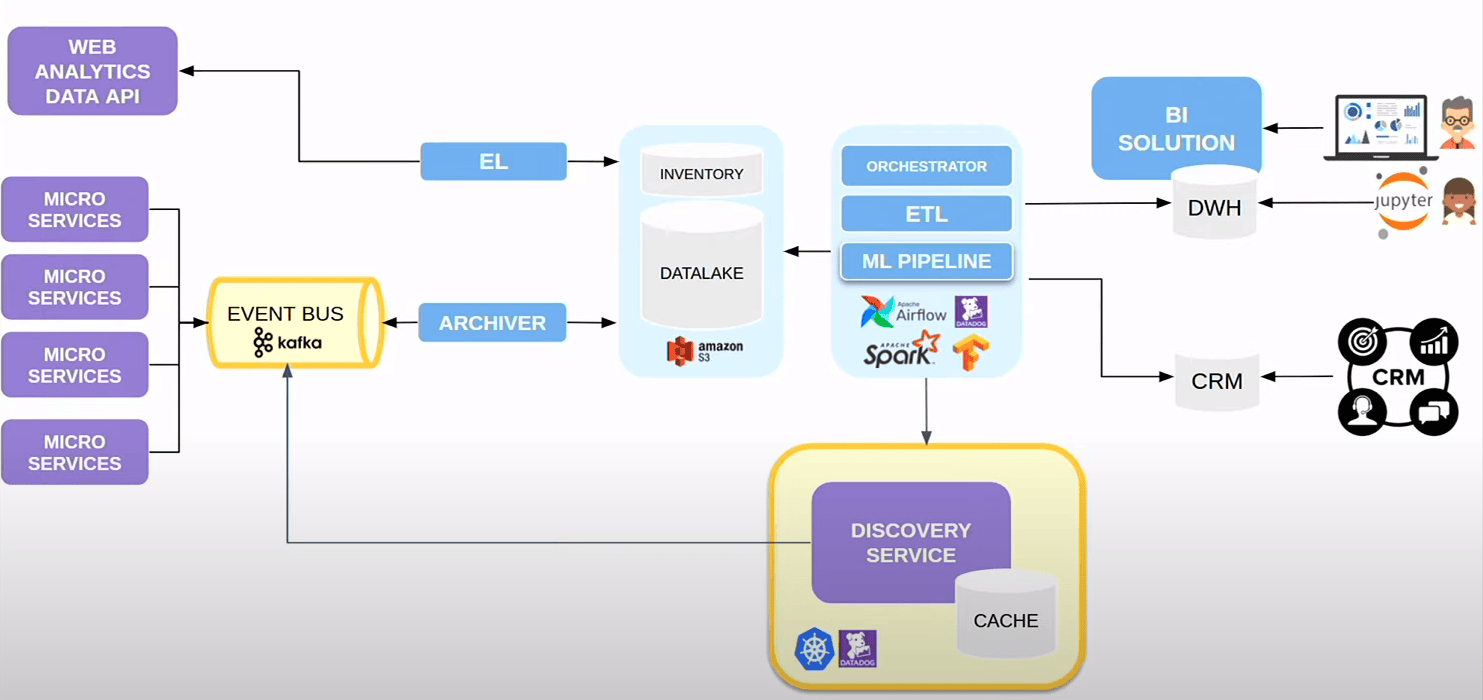 WEB
ANALYTICS
DATA API
EL
MICRO
SERVICES
MICRO
SERVICES
MICRO
SERVICES
MICRO
SERVICES
EVENT BUS
kafka
ARCHIVER
INVENTORY
DATALAKE
amazon
S3
ORCHESTRATOR
ETL
ML PIPELINE
Apache
Airflow
DATADOG
APACHE
Spark
BI
SOLUTION
DWH
jupyter
CRM
CRM
DISCOVERY
SERVICE
CACHE
DATADOG